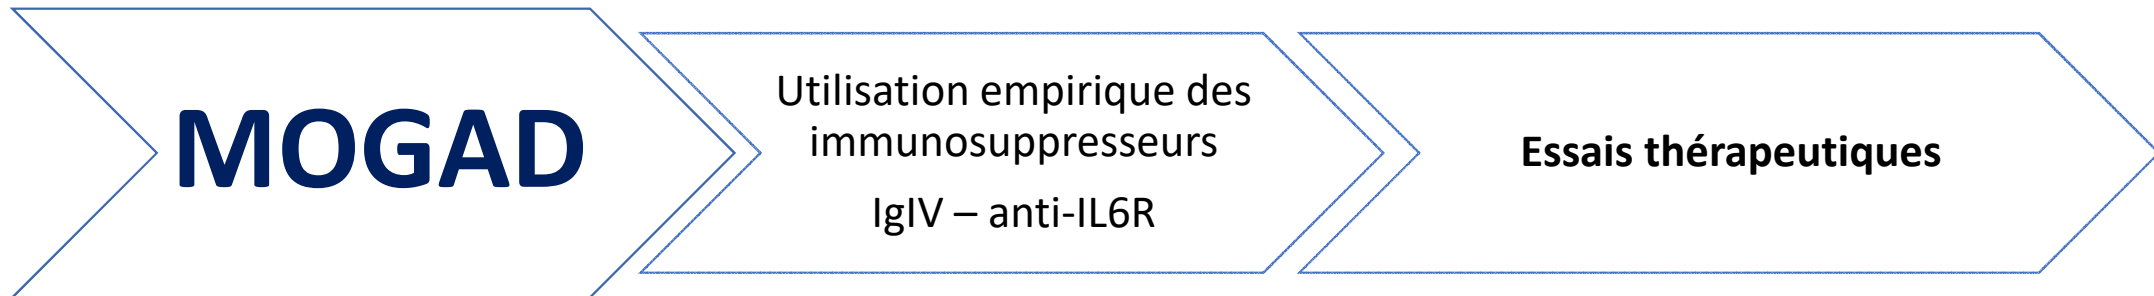 MOGAD
Utilisation empirique des
immunosuppresseurs
IgIV – anti-IL6R
Essais thérapeutiques